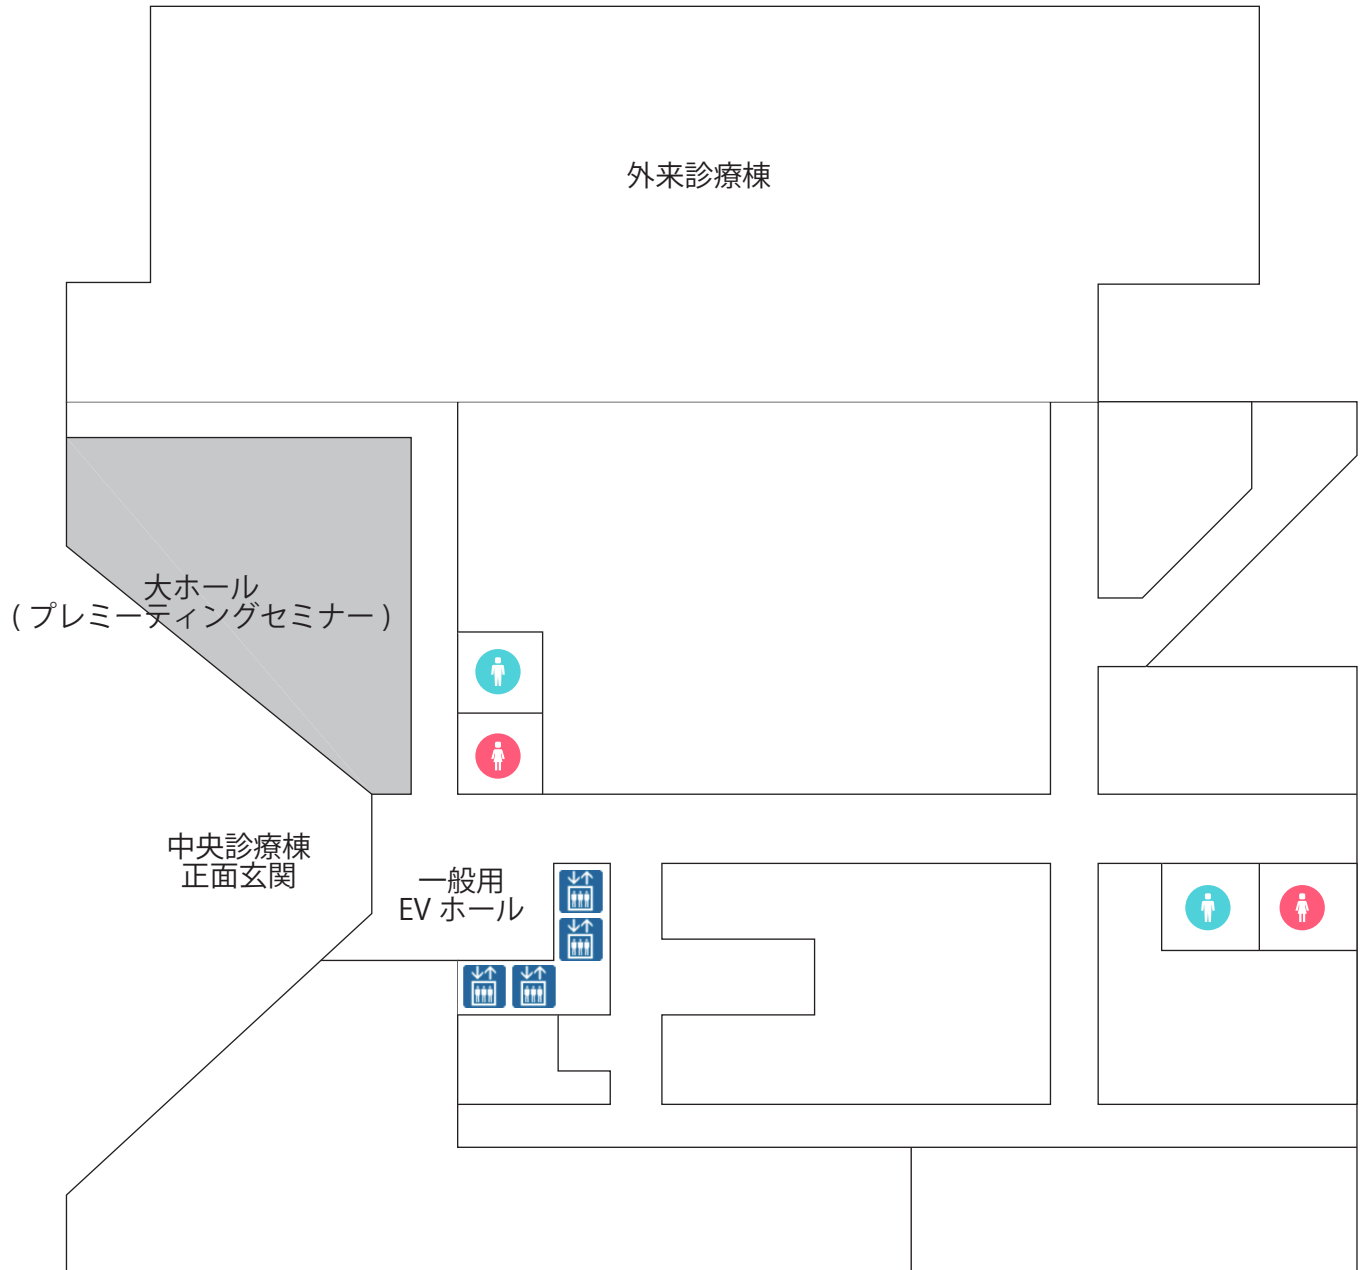 外来診療棟
大ホール
( プレミーティングセミナー )
中央診療棟
正面玄関
一般用
EV ホール